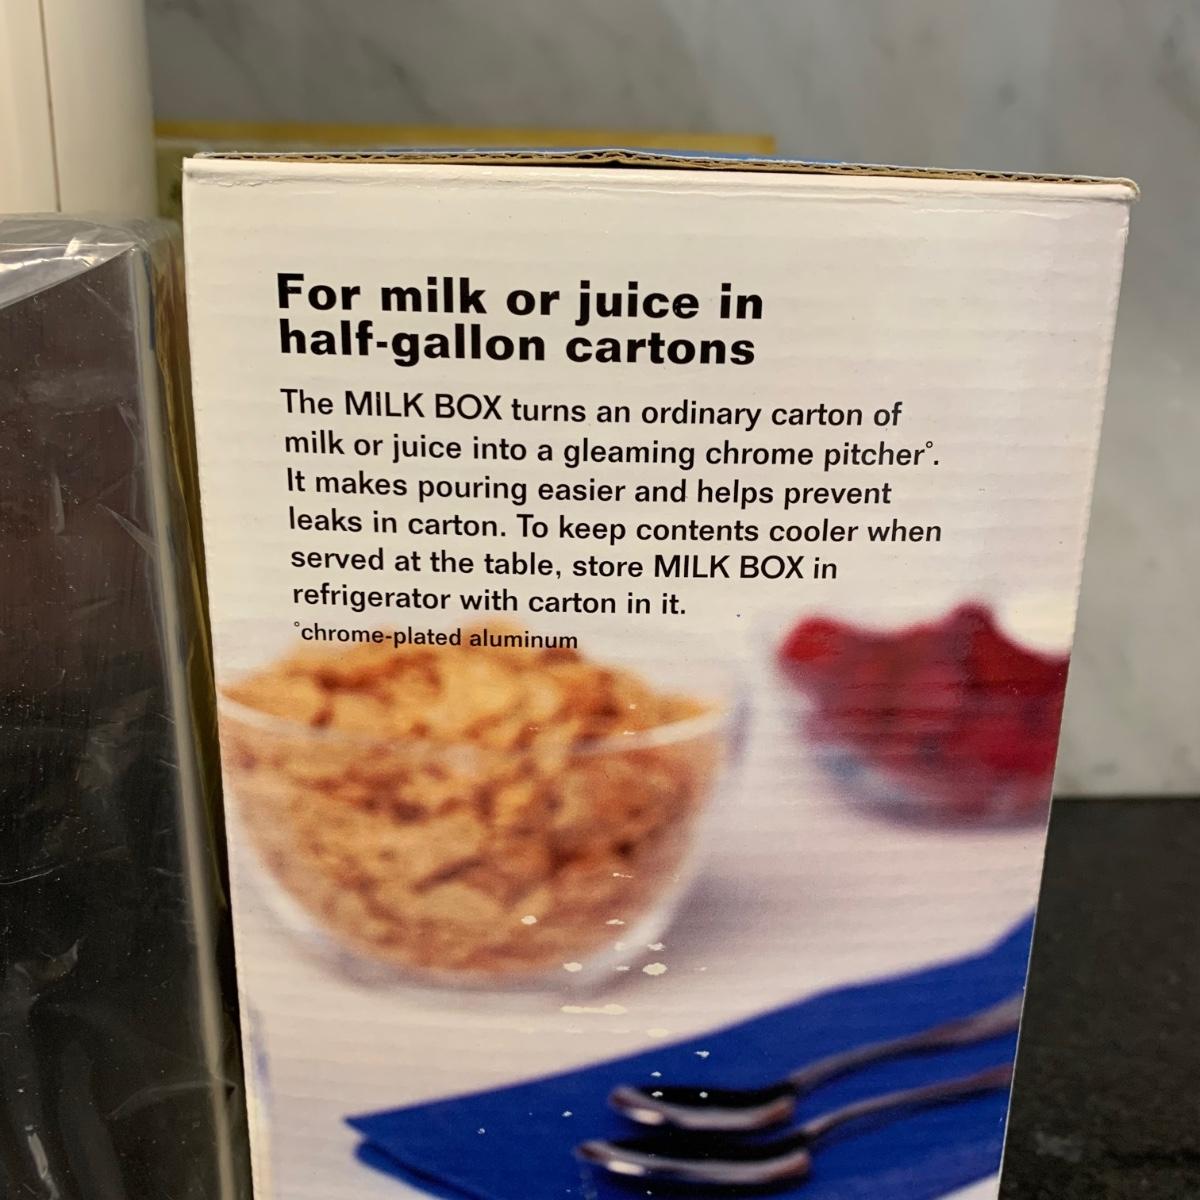 For milk or juice in
half-gallon cartons
The MILK BOX turns an ordinary carton of
milk or juice into a gleaming chrome pitcher°.
It makes pouring easier and helps prevent
leaks in carton. To keep contents cooler when
served at the table, store MILK BOX in
refrigerator with carton in it.
°chrome-plated aluminum